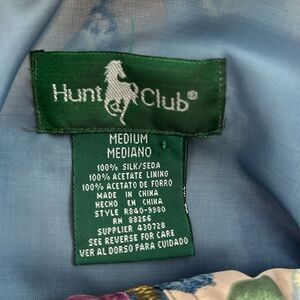 Hunt Club®
MEDIUM
MEDIANO
100% SILK/SEDA
100% ACETATE LINING
100% ACETATO DE FORRO
MADE IN CHINA
HECHO EN CHINA
STYLE R840-9980
RN 88256
SUPPLIER 430728
SEE REVERSE FOR CARE
VER AL DORSO PARA CUIDADO